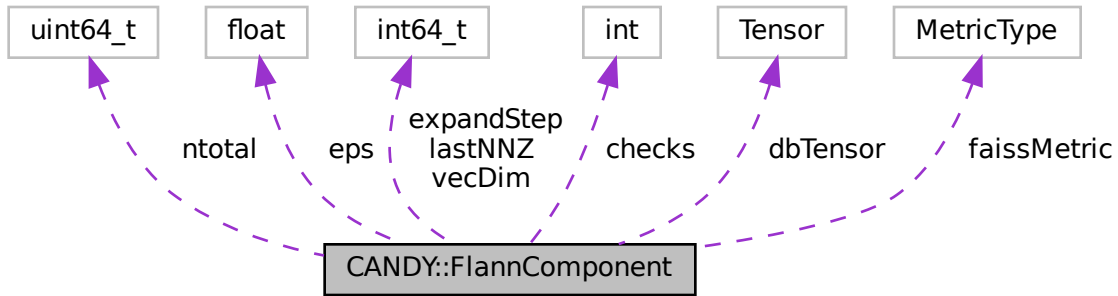 uint64_t
float
int64_t
int
Tensor
MetricType
ntotal
eps
expandStep
lastNNZ
vecDim
checks
dbTensor
faissMetric
CANDY::FlannComponent